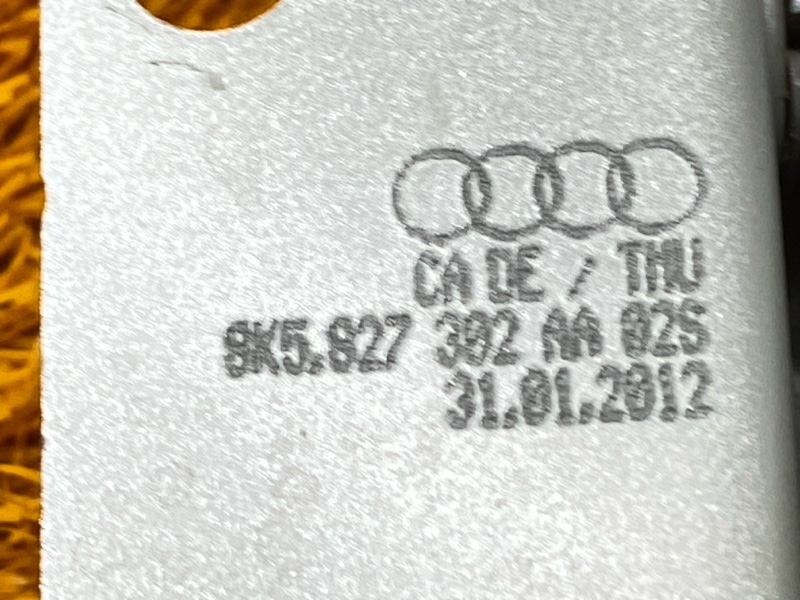 CA DE / THU
8K5.827 302 AA 02S
31.01.2012